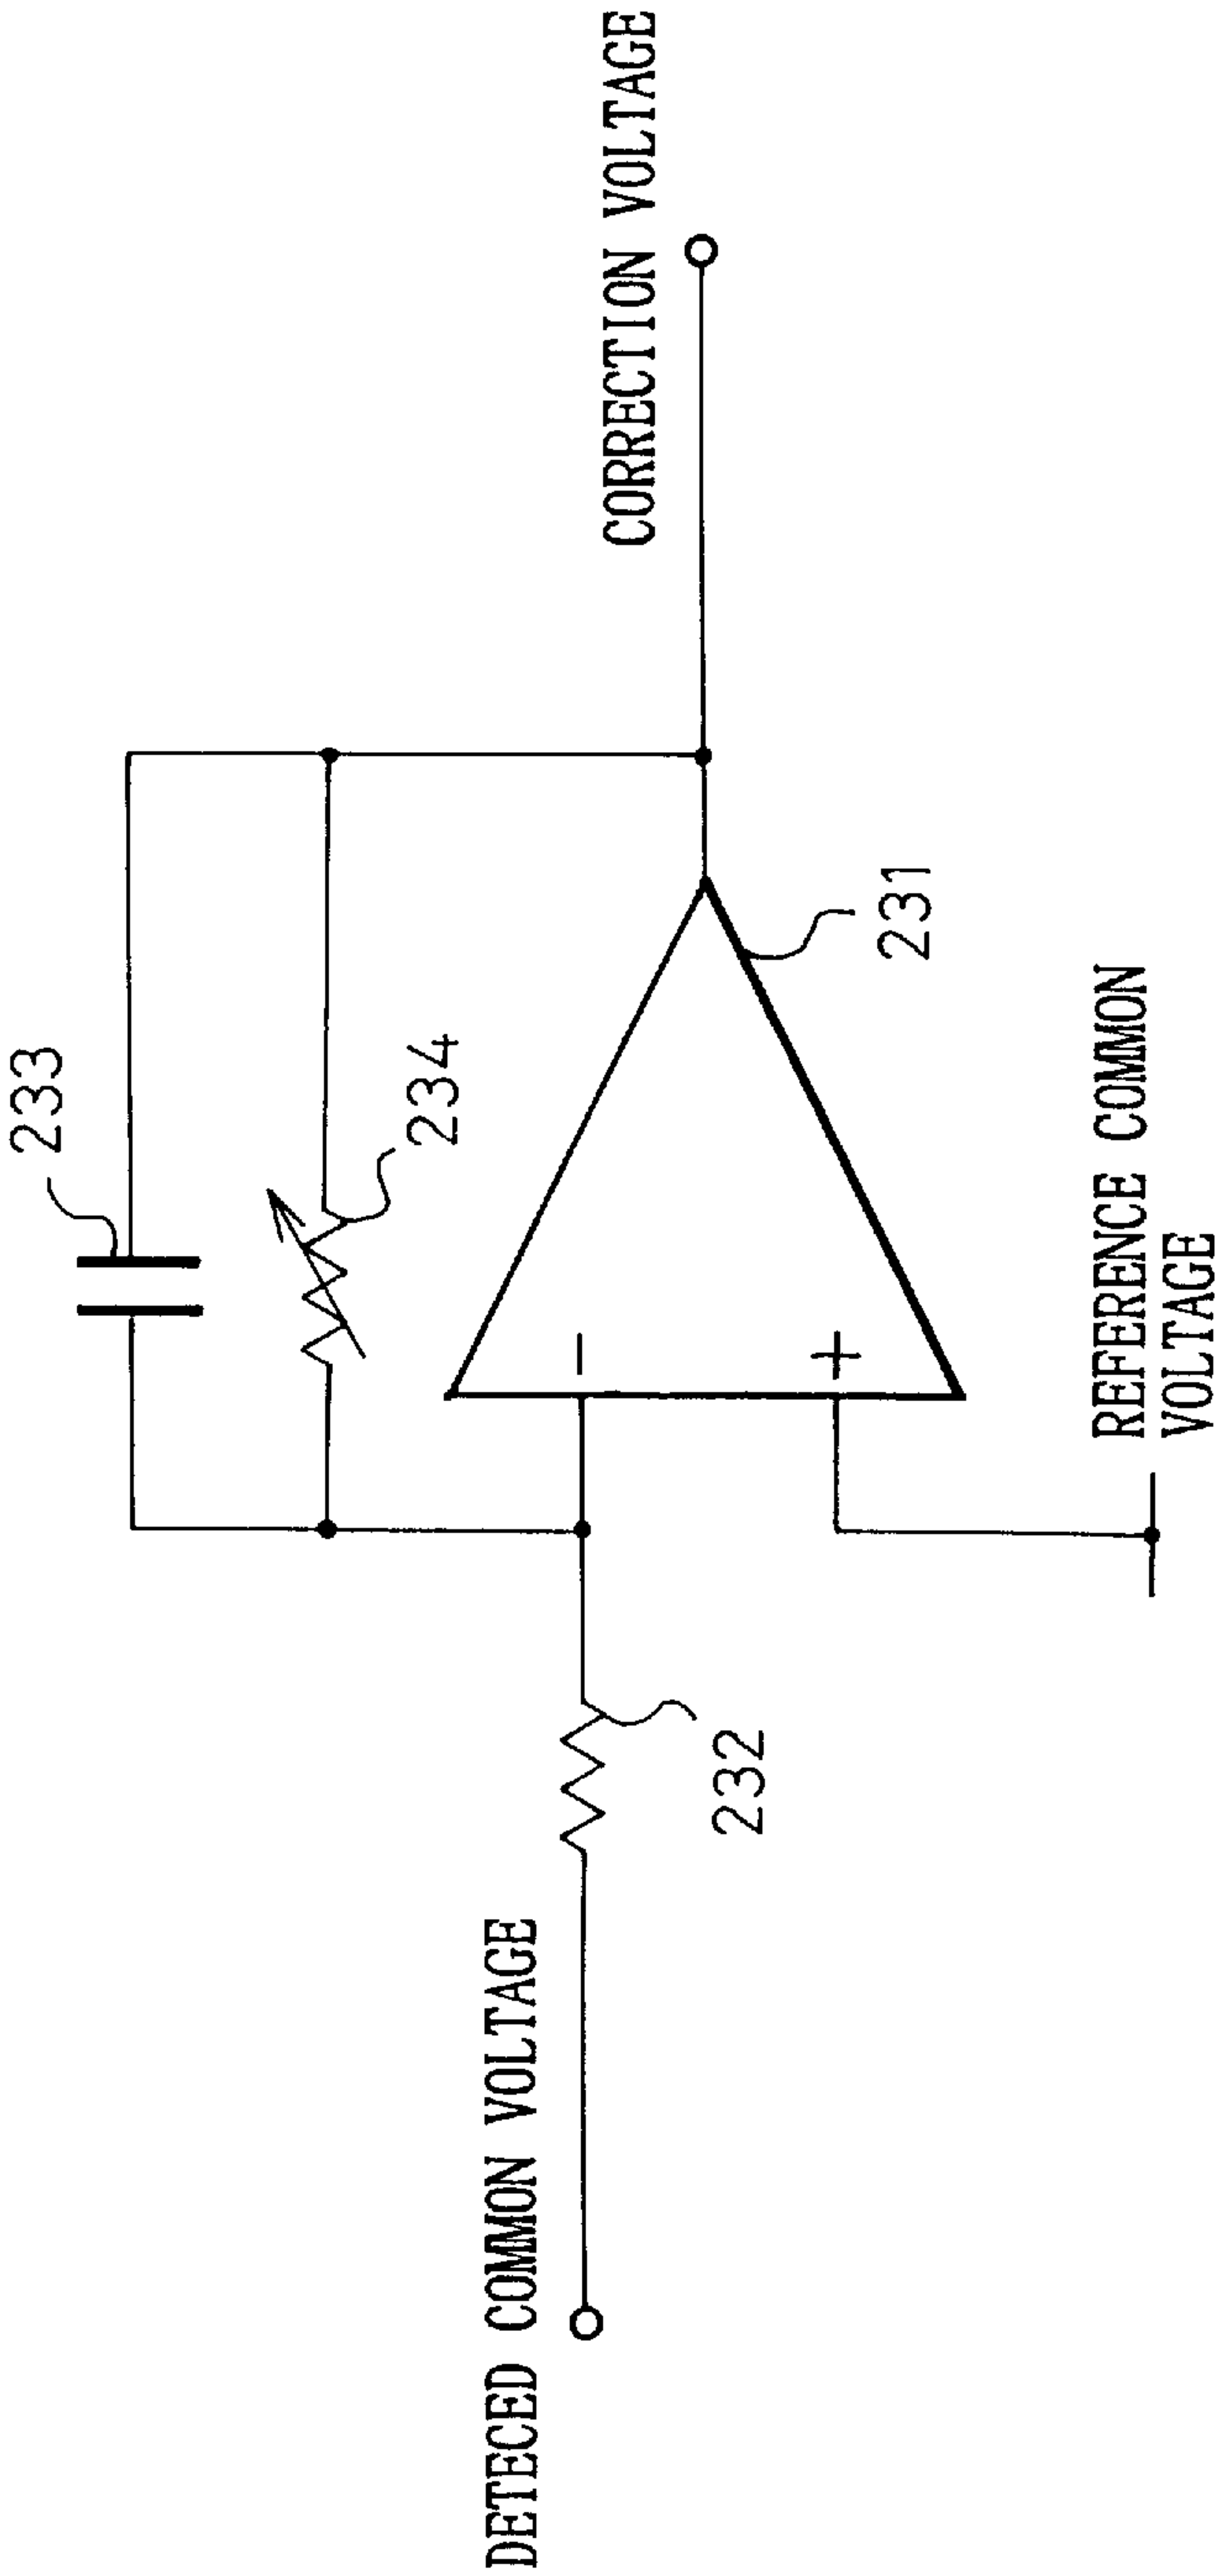 233
234
CORRECTION VOLTAGE
DETECED COMMON VOLTAGE
232
−
+
231
REFERENCE COMMON
VOLTAGE